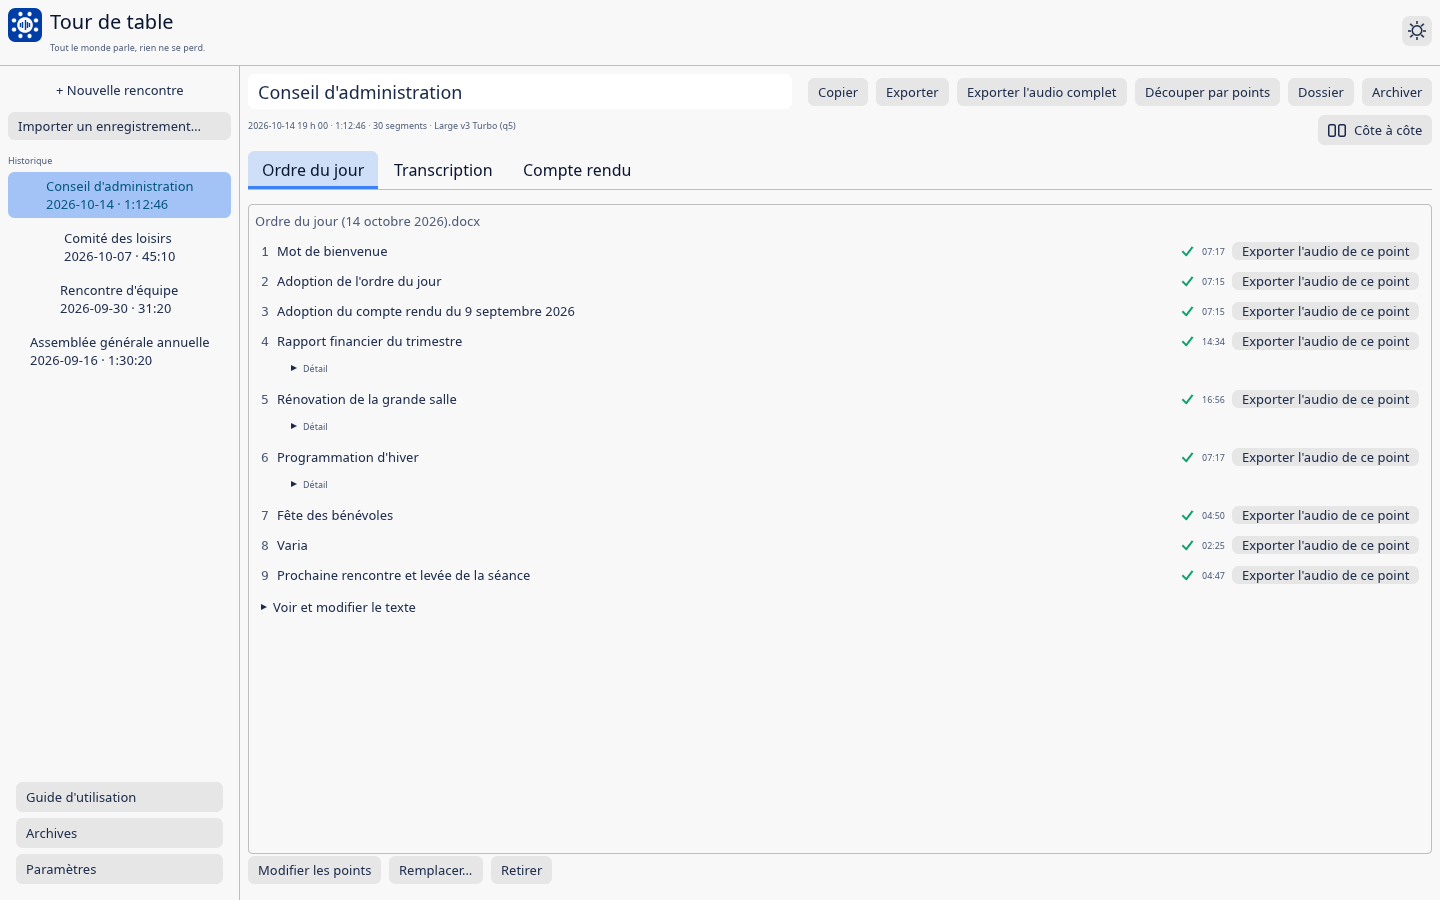 Tour de table
Tout le monde parle, rien ne se perd.
+ Nouvelle rencontre
Importer un enregistrement...
Historique
Conseil d'administration
2026-10-14 · 1:12:46
Comité des loisirs
2026-10-07 · 45:10
Rencontre d'équipe
2026-09-30 · 31:20
Assemblée générale annuelle
2026-09-16 · 1:30:20
Guide d'utilisation
Archives
Paramètres
Conseil d'administration
Copier
Exporter
Exporter l'audio complet
Découper par points
Dossier
Archiver
2026-10-14 19 h 00 · 1:12:46 · 30 segments · Large v3 Turbo (q5)
Côte à côte
Ordre du jour
Transcription
Compte rendu
Ordre du jour (14 octobre 2026).docx
1 Mot de bienvenue 07:17 Exporter l'audio de ce point
2 Adoption de l'ordre du jour 07:15 Exporter l'audio de ce point
3 Adoption du compte rendu du 9 septembre 2026 07:15 Exporter l'audio de ce point
4 Rapport financier du trimestre 14:34 Exporter l'audio de ce point
Détail
5 Rénovation de la grande salle 16:56 Exporter l'audio de ce point
Détail
6 Programmation d'hiver 07:17 Exporter l'audio de ce point
Détail
7 Fête des bénévoles 04:50 Exporter l'audio de ce point
8 Varia 02:25 Exporter l'audio de ce point
9 Prochaine rencontre et levée de la séance 04:47 Exporter l'audio de ce point
Voir et modifier le texte
Modifier les points
Remplacer...
Retirer